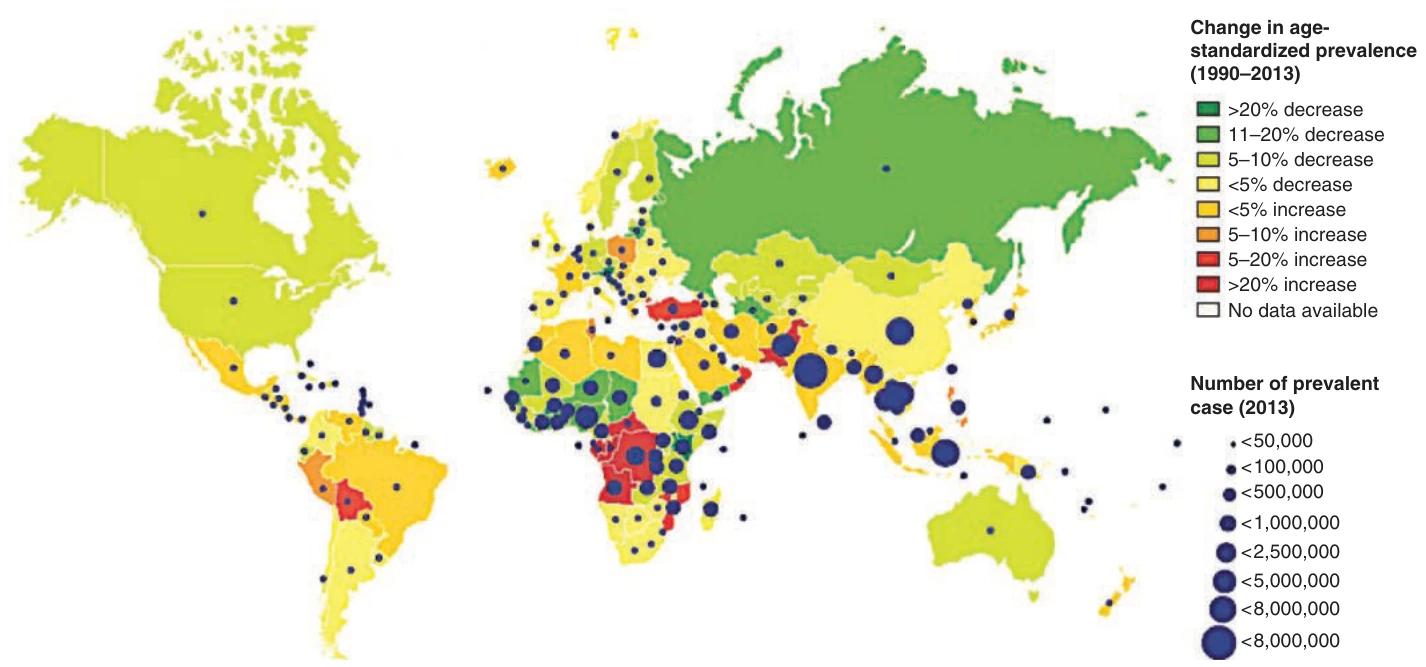 Change in age-
standardized prevalence
(1990–2013)
>20% decrease
11–20% decrease
5–10% decrease
<5% decrease
<5% increase
5–10% increase
5–20% increase
>20% increase
No data available
Number of prevalent
case (2013)
<50,000
<100,000
<500,000
<1,000,000
<2,500,000
<5,000,000
<8,000,000
<8,000,000